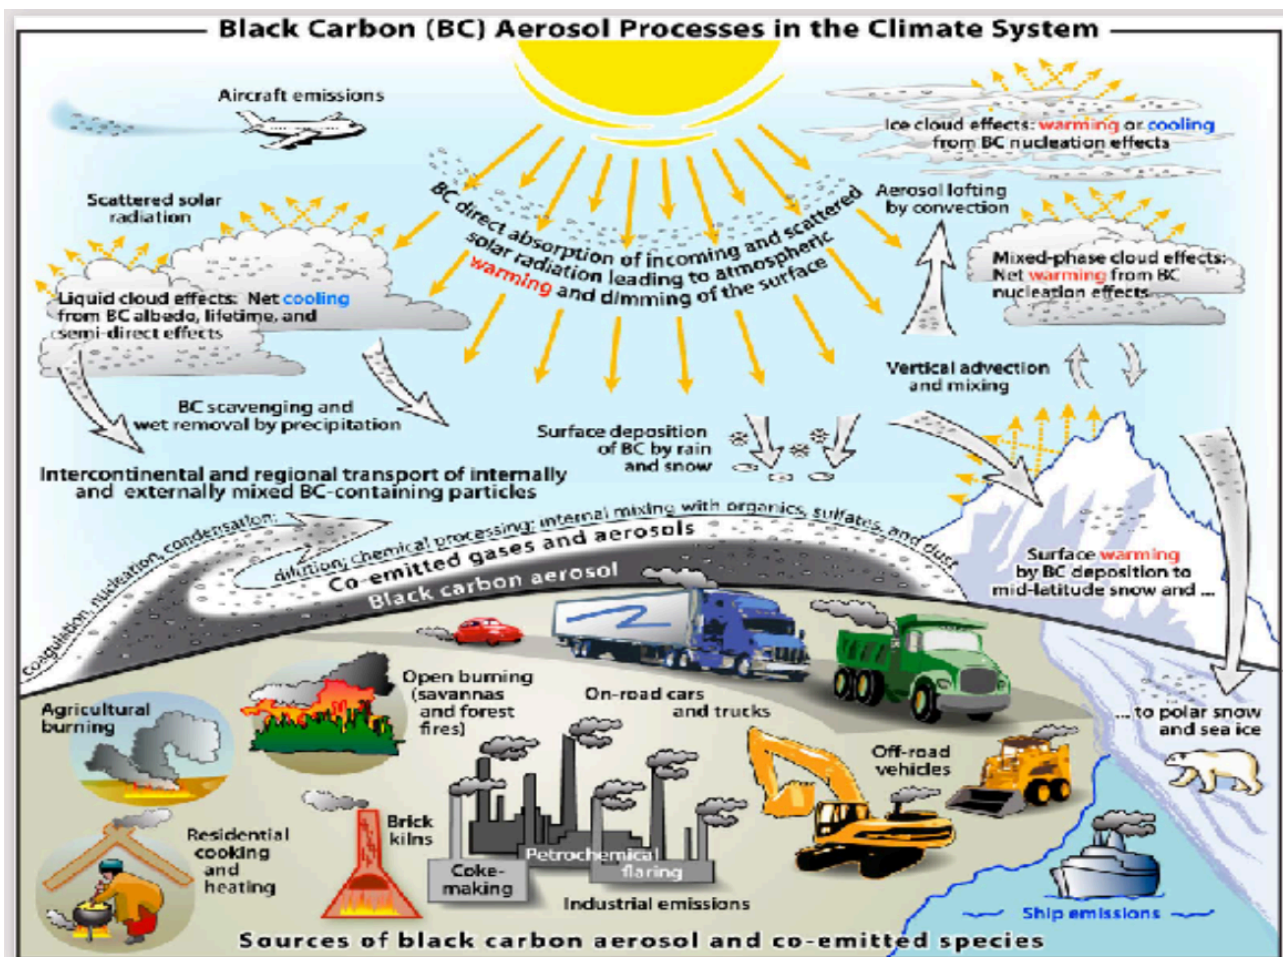 Black Carbon (BC) Aerosol Processes in the Climate System
Aircraft emissions
Ice cloud effects: warming or cooling
from BC nucleation effects
Scattered solar
radiation
BC direct absorption of incoming and scattered
solar radiation leading to atmospheric
warming and dimming of the surface
Aerosol lofting
by convection
Mixed-phase cloud effects:
Net warming from BC
nucleation effects
Liquid cloud effects: Net cooling
from BC albedo, lifetime, and
semi-direct effects
Vertical advection
and mixing
BC scavenging and
wet removal by precipitation
Surface deposition
of BC by rain
and snow
Intercontinental and regional transport of internally
and externally mixed BC-containing particles
Coagulation, nucleation, condensation;
dilution; chemical processing; internal mixing with organics, sulfates, and dust
Co-emitted gases and aerosols
Black carbon aerosol
Surface warming
by BC deposition to
mid-latitude snow and ...
... to polar snow
and sea ice
Agricultural
burning
Open burning
(savannas
and forest
fires)
On-road cars
and trucks
Off-road
vehicles
Residential
cooking
and
heating
Brick
kilns
Coke-
making
Petrochemical
flaring
Industrial emissions
Ship emissions
Sources of black carbon aerosol and co-emitted species